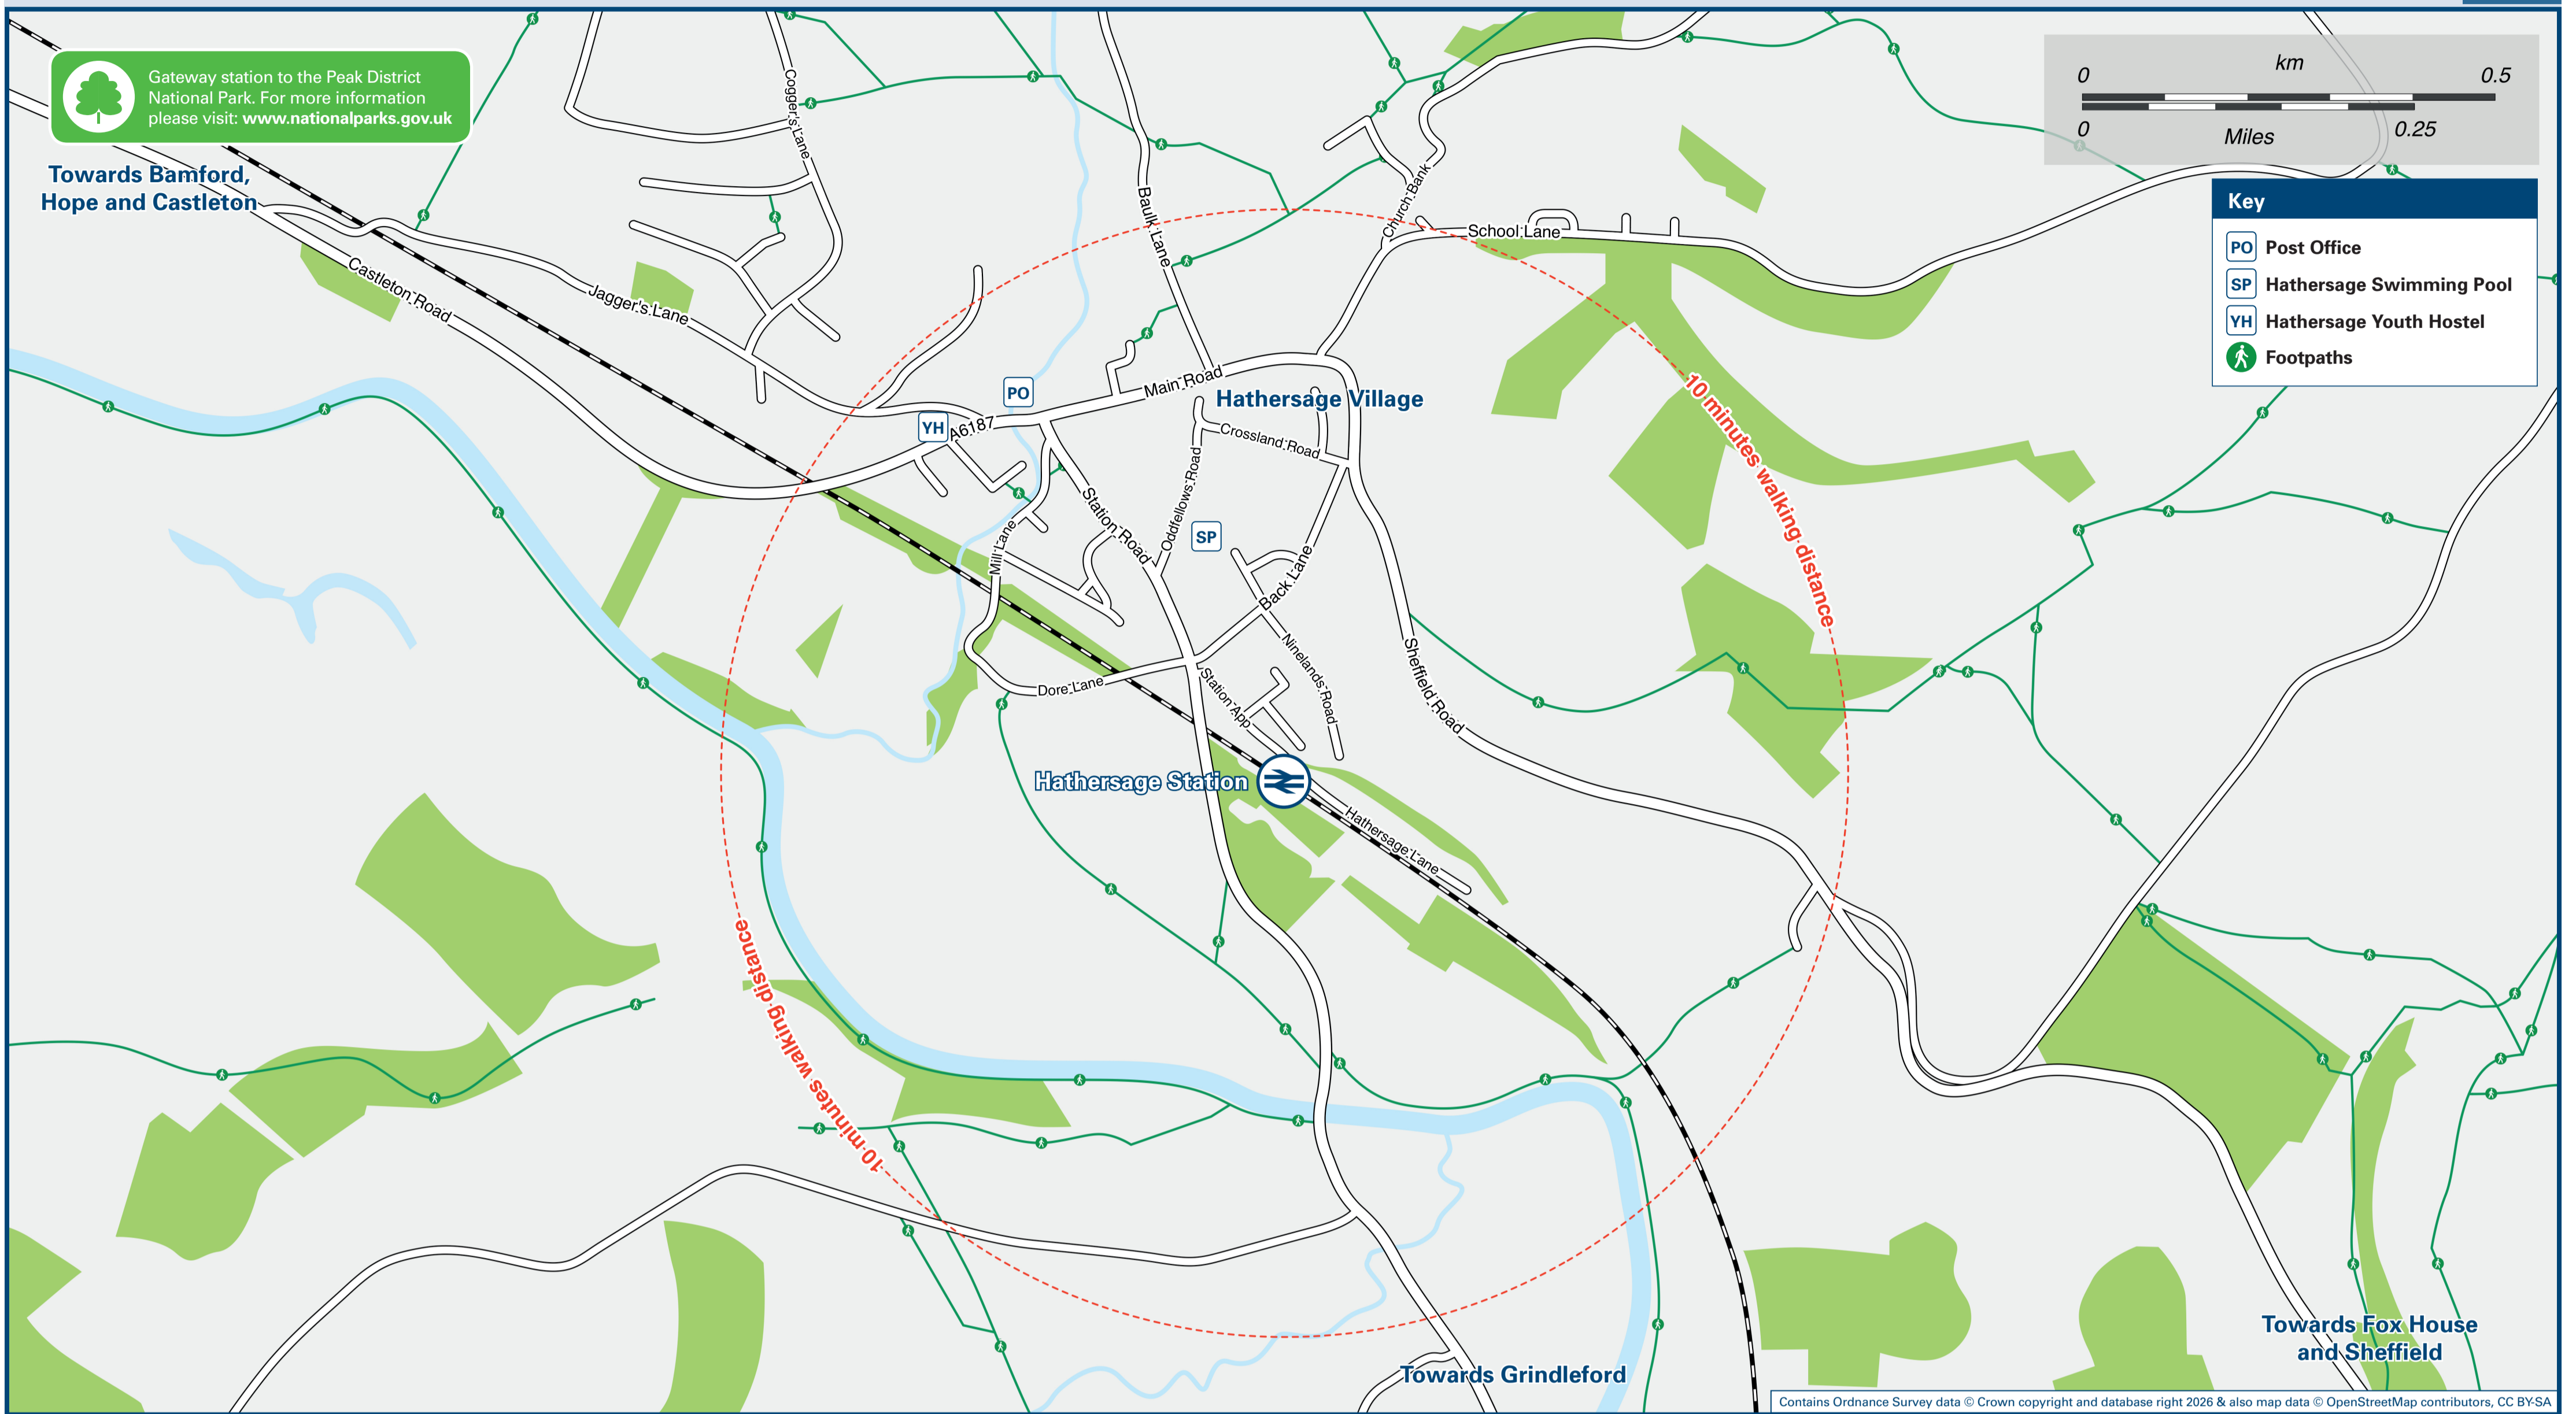 Gateway station to the Peak District
National Park. For more information
please visit: www.nationalparks.gov.uk
Towards Bamford,
Hope and Castleton
Cogger's Lane
Jagger's Lane
Castleton Road
Baulk Lane
Church Bank
School Lane
km
0 0.5
0 0.25
Miles
Key
PO Post Office
SP Hathersage Swimming Pool
YH Hathersage Youth Hostel
Footpaths
PO
YH
A6187
Main Road
Hathersage Village
Crossland Road
Oddfellows Road
Station Road
Mill Lane
SP
Back Lane
Ninelands Road
Dore Lane
Station App
Sheffield Road
10 minutes walking distance
Hathersage Station
Hathersage Lane
10 minutes walking distance
Towards Grindleford
Towards Fox House
and Sheffield
Contains Ordnance Survey data © Crown copyright and database right 2026 & also map data © OpenStreetMap contributors, CC BY-SA